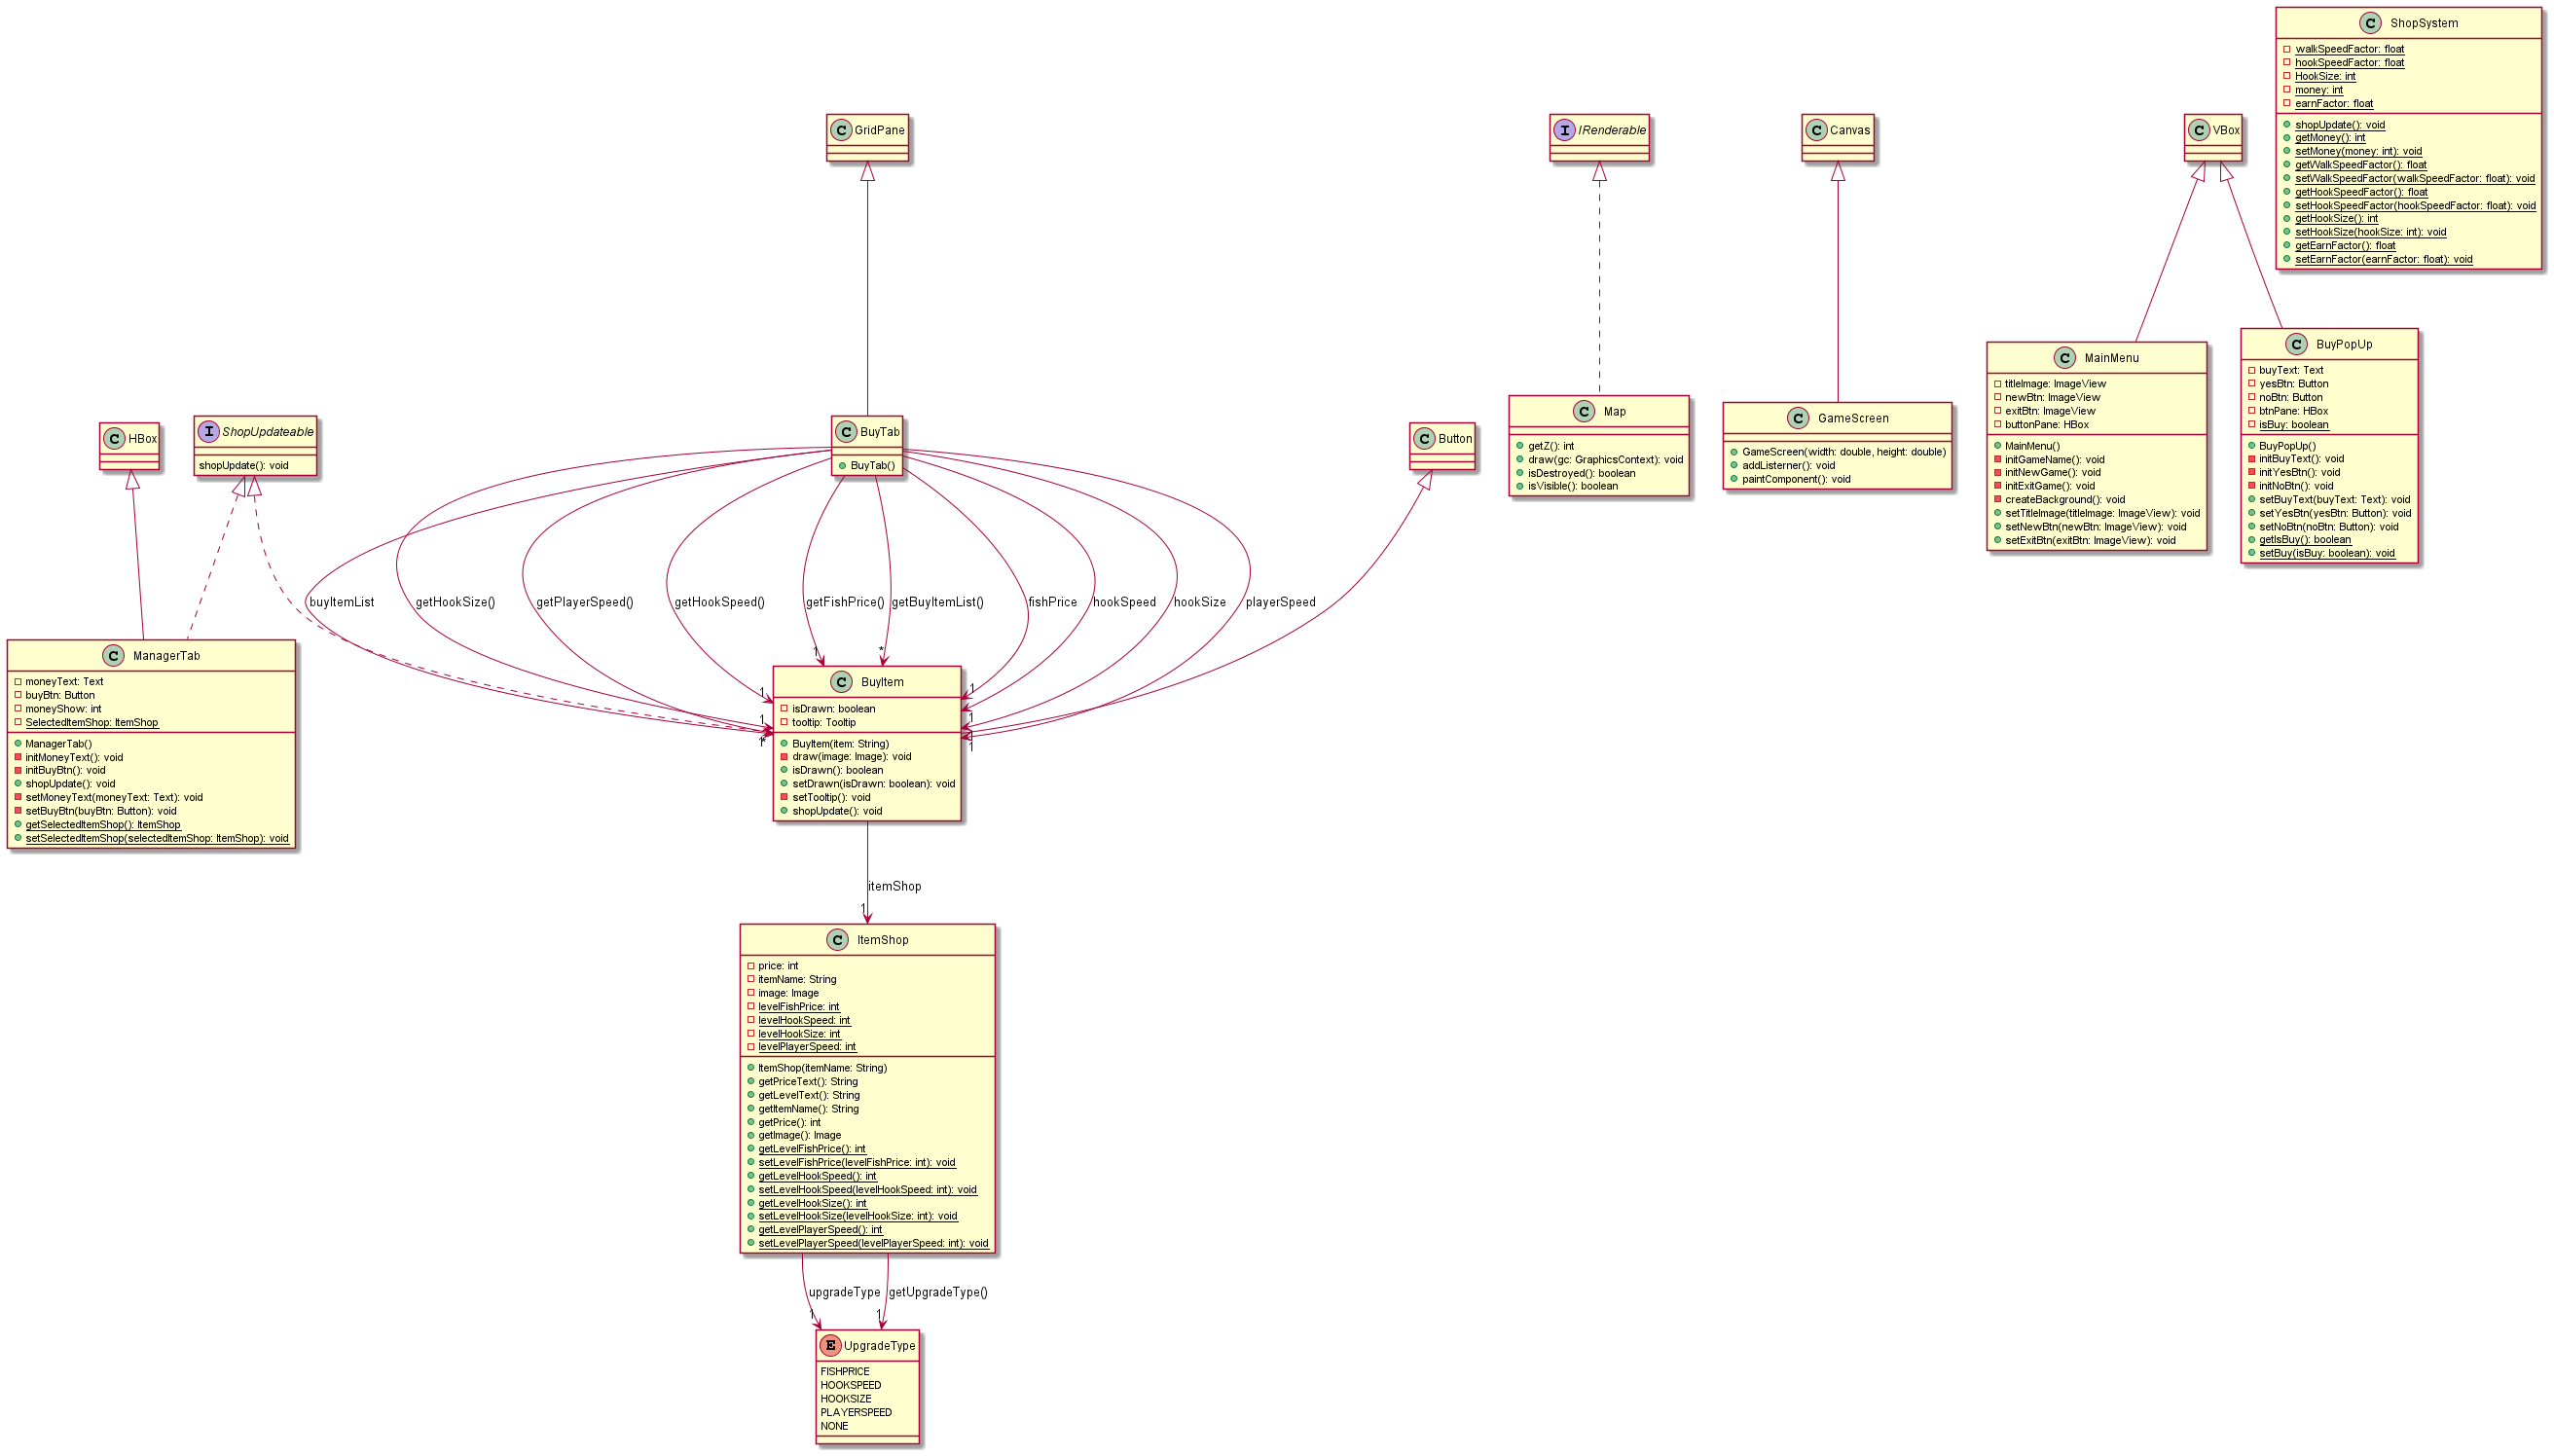 C ShopSystem
walkSpeedFactor: float
hookSpeedFactor: float
HookSize: int
money: int
earnFactor: float
shopUpdate(): void
getMoney(): int
setMoney(money: int): void
getWalkSpeedFactor(): float
setWalkSpeedFactor(walkSpeedFactor: float): void
getHookSpeedFactor(): float
setHookSpeedFactor(hookSpeedFactor: float): void
getHookSize(): int
setHookSize(hookSize: int): void
getEarnFactor(): float
setEarnFactor(earnFactor: float): void
C GridPane
I IRenderable
C Canvas
C VBox
C HBox
I ShopUpdateable
shopUpdate(): void
C BuyTab
BuyTab()
C Button
C Map
getZ(): int
draw(gc: GraphicsContext): void
isDestroyed(): boolean
isVisible(): boolean
C GameScreen
GameScreen(width: double, height: double)
addListerner(): void
paintComponent(): void
C MainMenu
titleImage: ImageView
newBtn: ImageView
exitBtn: ImageView
buttonPane: HBox
MainMenu()
initGameName(): void
initNewGame(): void
initExitGame(): void
createBackground(): void
setTitleImage(titleImage: ImageView): void
setNewBtn(newBtn: ImageView): void
setExitBtn(exitBtn: ImageView): void
C BuyPopUp
buyText: Text
yesBtn: Button
noBtn: Button
btnPane: HBox
isBuy: boolean
BuyPopUp()
initBuyText(): void
initYesBtn(): void
initNoBtn(): void
setBuyText(buyText: Text): void
setYesBtn(yesBtn: Button): void
setNoBtn(noBtn: Button): void
getIsBuy(): boolean
setBuy(isBuy: boolean): void
buyItemList
getHookSize()
getPlayerSpeed()
getHookSpeed()
getFishPrice()
getBuyItemList()
fishPrice
hookSpeed
hookSize
playerSpeed
1
*
1
1
1
*
1
1
1
1
C ManagerTab
moneyText: Text
buyBtn: Button
moneyShow: int
SelectedItemShop: ItemShop
ManagerTab()
initMoneyText(): void
initBuyBtn(): void
shopUpdate(): void
setMoneyText(moneyText: Text): void
setBuyBtn(buyBtn: Button): void
getSelectedItemShop(): ItemShop
setSelectedItemShop(selectedItemShop: ItemShop): void
C BuyItem
isDrawn: boolean
tooltip: Tooltip
BuyItem(item: String)
draw(image: Image): void
isDrawn(): boolean
setDrawn(isDrawn: boolean): void
setTooltip(): void
shopUpdate(): void
itemShop
1
C ItemShop
price: int
itemName: String
image: Image
levelFishPrice: int
levelHookSpeed: int
levelHookSize: int
levelPlayerSpeed: int
ItemShop(itemName: String)
getPriceText(): String
getLevelText(): String
getItemName(): String
getPrice(): int
getImage(): Image
getLevelFishPrice(): int
setLevelFishPrice(levelFishPrice: int): void
getLevelHookSpeed(): int
setLevelHookSpeed(levelHookSpeed: int): void
getLevelHookSize(): int
setLevelHookSize(levelHookSize: int): void
getLevelPlayerSpeed(): int
setLevelPlayerSpeed(levelPlayerSpeed: int): void
upgradeType
getUpgradeType()
1
1
E UpgradeType
FISHPRICE
HOOKSPEED
HOOKSIZE
PLAYERSPEED
NONE